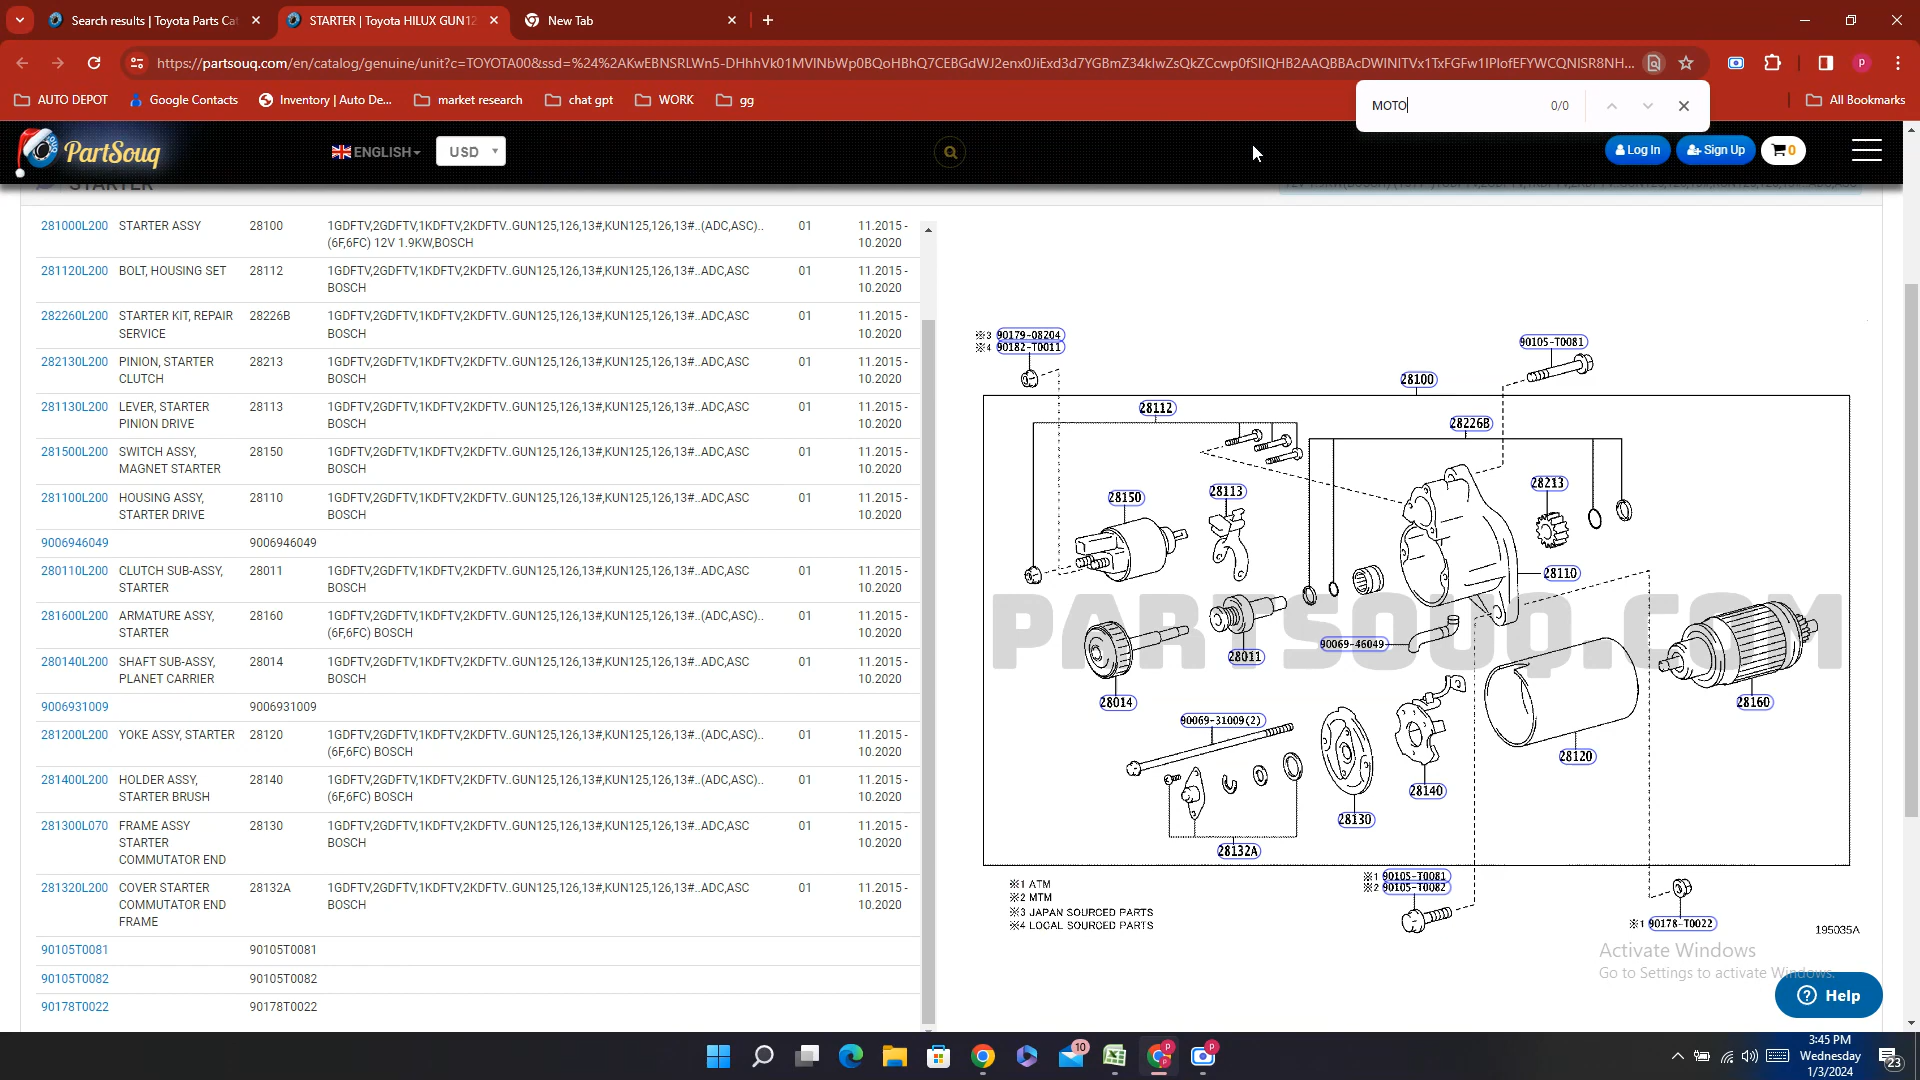 Search results | Toyota Parts Cat
STARTER | Toyota HILUX GUN12
New Tab
https://partsouq.com/en/catalog/genuine/unit?c=TOYOTA00&ssd=%24%2AKwEBNSRLWn5-
AUTO DEPOT
Google Contacts
Inventory | Auto De...
market research
chat gpt
WORK
gg
MOTO
0/0
All Bookmarks
PartSouq
ENGLISH
USD
Log In
Sign Up
0
STARTER
281000L200 STARTER ASSY 28100 1GDFTV,2GDFTV,1KDFTV,2KDFTV..GUN125,126,13#,KUN125,126,13#..(ADC,ASC).. 01 11.2015 -
(6F,6FC) 12V 1.9KW,BOSCH 10.2020
281120L200 BOLT, HOUSING SET 28112 1GDFTV,2GDFTV,1KDFTV,2KDFTV..GUN125,126,13#,KUN125,126,13#..ADC,ASC 01 11.2015 -
BOSCH 10.2020
282260L200 STARTER KIT, REPAIR 28226B 1GDFTV,2GDFTV,1KDFTV,2KDFTV..GUN125,126,13#,KUN125,126,13#..ADC,ASC 01 11.2015 -
SERVICE BOSCH 10.2020
282130L200 PINION, STARTER 28213 1GDFTV,2GDFTV,1KDFTV,2KDFTV..GUN125,126,13#,KUN125,126,13#..ADC,ASC 01 11.2015 -
CLUTCH BOSCH 10.2020
281130L200 LEVER, STARTER 28113 1GDFTV,2GDFTV,1KDFTV,2KDFTV..GUN125,126,13#,KUN125,126,13#..ADC,ASC 01 11.2015 -
PINION DRIVE BOSCH 10.2020
281500L200 SWITCH ASSY, 28150 1GDFTV,2GDFTV,1KDFTV,2KDFTV..GUN125,126,13#,KUN125,126,13#..ADC,ASC 01 11.2015 -
MAGNET STARTER BOSCH 10.2020
281100L200 HOUSING ASSY, 28110 1GDFTV,2GDFTV,1KDFTV,2KDFTV..GUN125,126,13#,KUN125,126,13#..ADC,ASC 01 11.2015 -
STARTER DRIVE BOSCH 10.2020
9006946049 9006946049
280110L200 CLUTCH SUB-ASSY, 28011 1GDFTV,2GDFTV,1KDFTV,2KDFTV..GUN125,126,13#,KUN125,126,13#..ADC,ASC 01 11.2015 -
STARTER BOSCH 10.2020
281600L200 ARMATURE ASSY, 28160 1GDFTV,2GDFTV,1KDFTV,2KDFTV..GUN125,126,13#,KUN125,126,13#..(ADC,ASC).. 01 11.2015 -
STARTER (6F,6FC) BOSCH 10.2020
280140L200 SHAFT SUB-ASSY, 28014 1GDFTV,2GDFTV,1KDFTV,2KDFTV..GUN125,126,13#,KUN125,126,13#..ADC,ASC 01 11.2015 -
PLANET CARRIER BOSCH 10.2020
9006931009 9006931009
281200L200 YOKE ASSY, STARTER 28120 1GDFTV,2GDFTV,1KDFTV,2KDFTV..GUN125,126,13#,KUN125,126,13#..(ADC,ASC).. 01 11.2015 -
(6F,6FC) BOSCH 10.2020
281400L200 HOLDER ASSY, 28140 1GDFTV,2GDFTV,1KDFTV,2KDFTV..GUN125,126,13#,KUN125,126,13#..(ADC,ASC).. 01 11.2015 -
STARTER BRUSH (6F,6FC) BOSCH 10.2020
281300L070 FRAME ASSY 28130 1GDFTV,2GDFTV,1KDFTV,2KDFTV..GUN125,126,13#,KUN125,126,13#..ADC,ASC 01 11.2015 -
STARTER BOSCH 10.2020
COMMUTATOR END
281320L200 COVER STARTER 28132A 1GDFTV,2GDFTV,1KDFTV,2KDFTV..GUN125,126,13#,KUN125,126,13#..ADC,ASC 01 11.2015 -
COMMUTATOR END BOSCH 10.2020
FRAME
90105T0081 90105T0081
90105T0082 90105T0082
90178T0022 90178T0022
※3 90179-08204
※4 90182-T0011
90105-T0081
28100
28112
28226B
28150
28113
28213
28110
PARTSOUQ.COM
90069-46049
28011
28014
28160
90069-31009(2)
28120
28140
28130
28132A
※1 ATM
※2 MTM
※3 JAPAN SOURCED PARTS
※4 LOCAL SOURCED PARTS
※1 90105-T0081
※2 90105-T0082
※1 90178-T0022
195035A
Activate Windows
Go to Settings to activate Windows.
Help
10
P
3:45 PM
Wednesday
1/3/2024
23